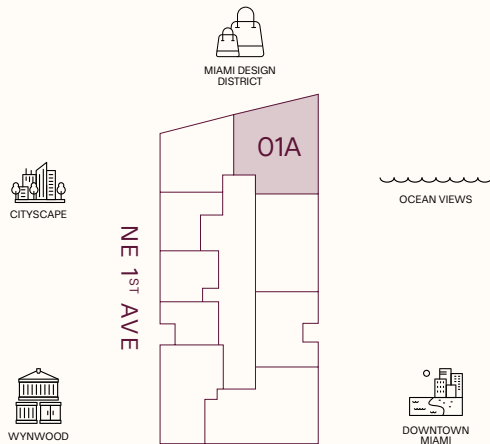 MIAMI DESIGN
DISTRICT
01A
CITYSCAPE
OCEAN VIEWS
NE 1ST AVE
WYNWOOD
DOWNTOWN
MIAMI